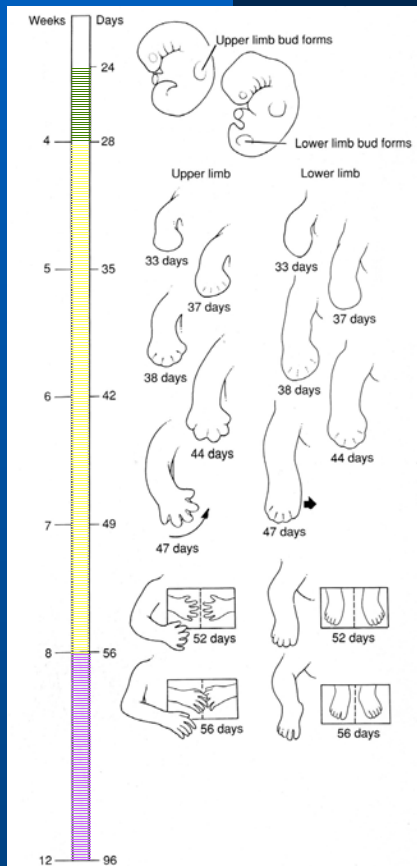 Weeks Days
24
Upper limb bud forms
4 28
Lower limb bud forms
Upper limb Lower limb
33 days 33 days
5 35
37 days 37 days
38 days 38 days
6 42
44 days 44 days
7 49
47 days 47 days
52 days 52 days
8 56
56 days 56 days
12 96